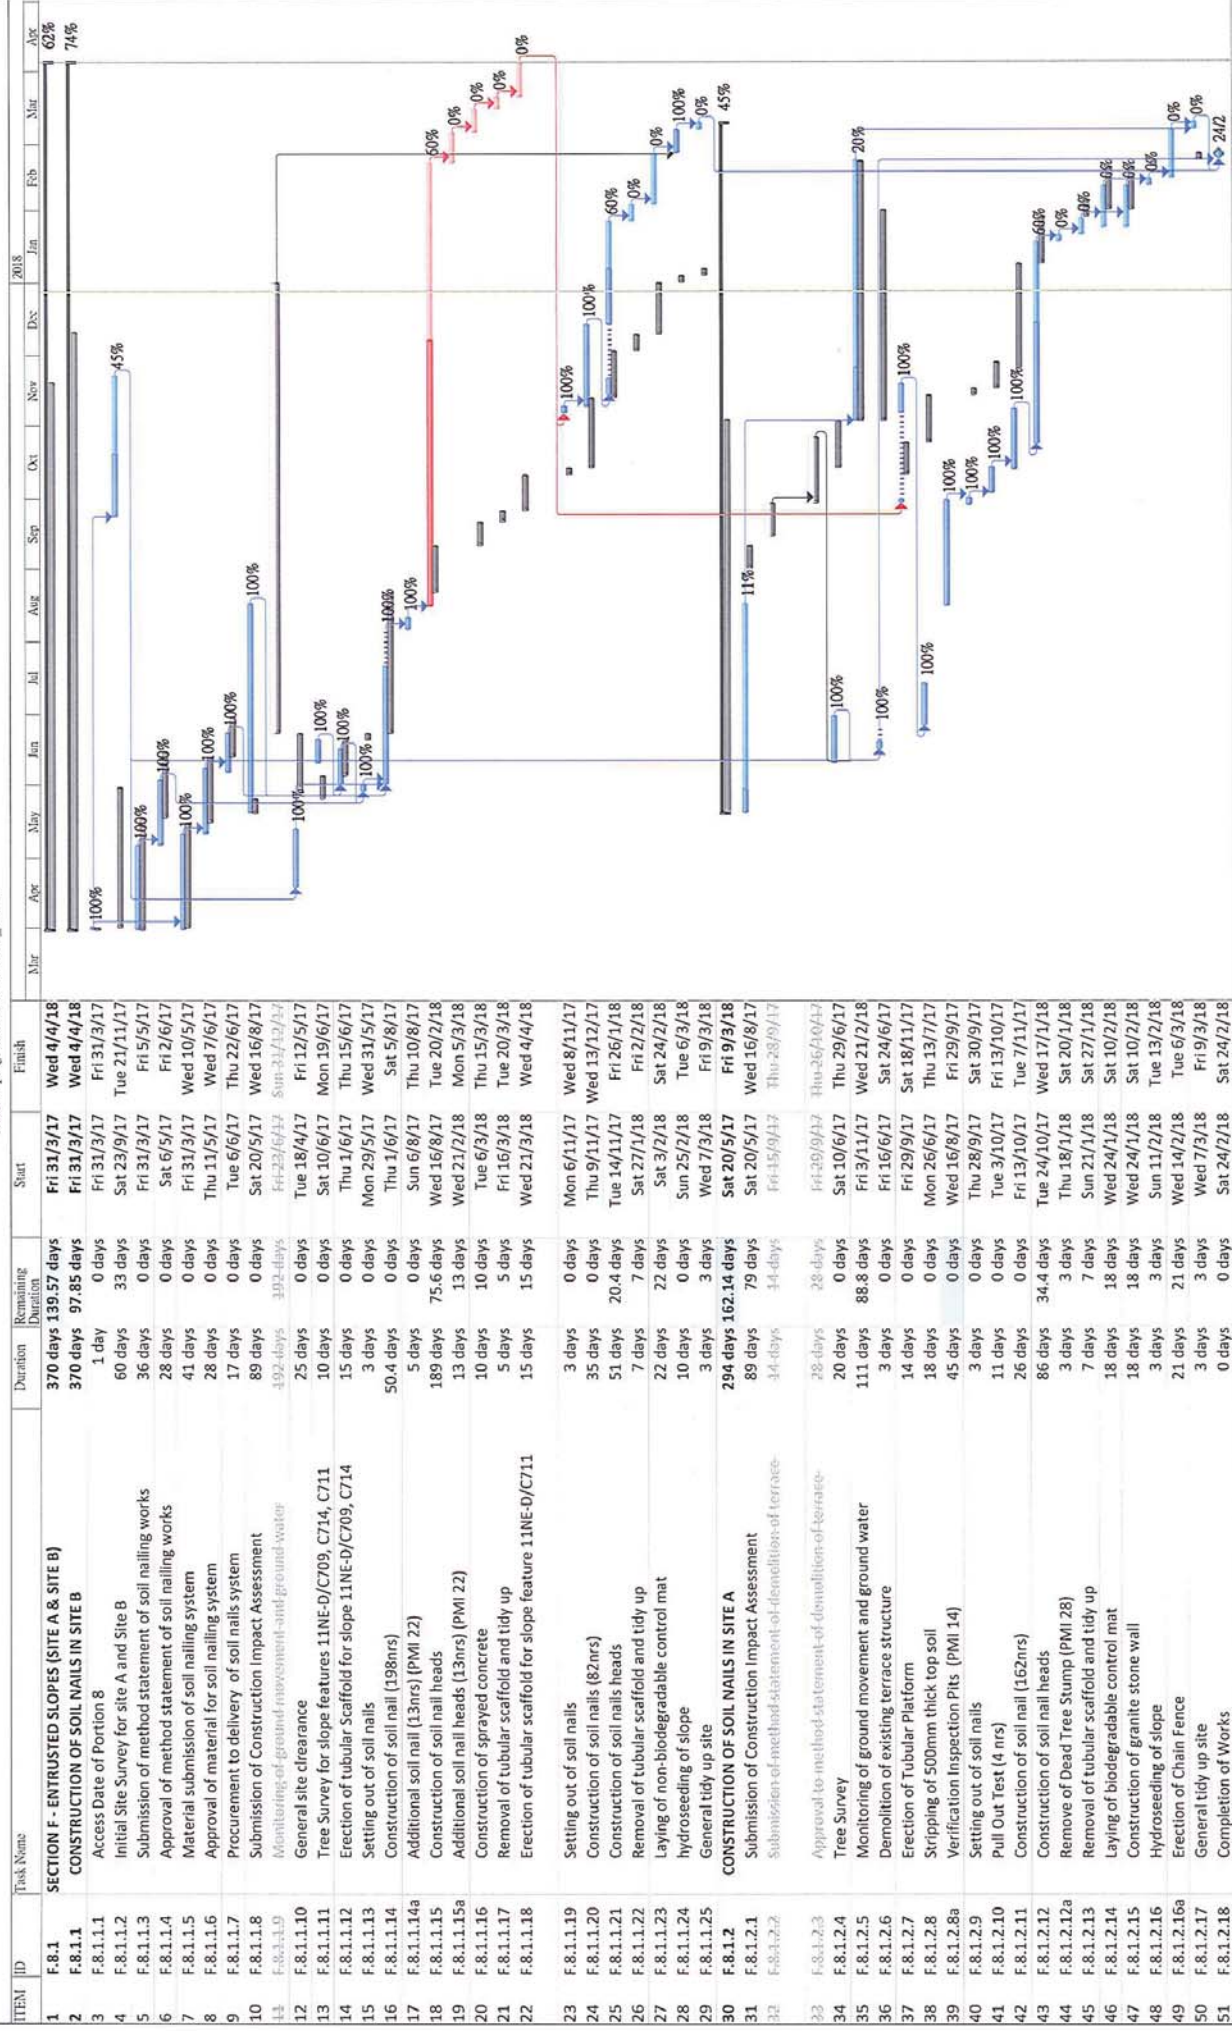 ITEM ID Task Name Duration Remaining Duration Start Finish Mar Apr May Jun Jul Aug Sep Oct Nov Dec 2018 Jan Feb Mar Apr
1 F.8.1 SECTION F - ENTRUSTED SLOPES (SITE A & SITE B) 370 days 139.57 days Fri 31/3/17 Wed 4/4/18 62%
2 F.8.1.1 CONSTRUCTION OF SOIL NAILS IN SITE B 370 days 97.85 days Fri 31/3/17 Wed 4/4/18 74%
3 F.8.1.1.1 Access Date of Portion 8 1 day 0 days Fri 31/3/17 Fri 31/3/17 100%
4 F.8.1.1.2 Initial Site Survey for site A and Site B 60 days 33 days Sat 23/9/17 Tue 21/11/17 45%
5 F.8.1.1.3 Submission of method statement of soil nailing works 36 days 0 days Fri 31/3/17 Fri 5/5/17 100%
6 F.8.1.1.4 Approval of method statement of soil nailing works 28 days 0 days Sat 6/5/17 Fri 2/6/17 100%
7 F.8.1.1.5 Material submission of soil nailing system 41 days 0 days Fri 31/3/17 Wed 10/5/17 100%
8 F.8.1.1.6 Approval of material for soil nailing system 28 days 0 days Thu 11/5/17 Wed 7/6/17 100%
9 F.8.1.1.7 Procurement to delivery of soil nails system 17 days 0 days Tue 6/6/17 Thu 22/6/17 100%
10 F.8.1.1.8 Submission of Construction Impact Assessment 89 days 0 days Sat 20/5/17 Wed 16/8/17 100%
11 F.8.1.1.9 Monitoring of ground movement and ground water 192 days 192 days Fri 23/6/17 Sun 31/12/17
12 F.8.1.1.10 General site clearance 25 days 0 days Tue 18/4/17 Fri 12/5/17 100%
13 F.8.1.1.11 Tree Survey for slope features 11NE-D/C709, C714, C711 10 days 0 days Sat 10/6/17 Mon 19/6/17 100%
14 F.8.1.1.12 Erection of tubular Scaffold for slope 11NE-D/C709, C714 15 days 0 days Thu 1/6/17 Thu 15/6/17 100%
15 F.8.1.1.13 Setting out of soil nails 3 days 0 days Mon 29/5/17 Wed 31/5/17 100%
16 F.8.1.1.14 Construction of soil nail (198nrs) 50.4 days 0 days Thu 1/6/17 Sat 5/8/17 100%
17 F.8.1.1.14a Additional soil nail (13nrs) (PMI 22) 5 days 0 days Sun 6/8/17 Thu 10/8/17 100%
18 F.8.1.1.15 Construction of soil nail heads 189 days 75.6 days Wed 16/8/17 Tue 20/2/18 60%
19 F.8.1.1.15a Additional soil nail heads (13nrs) (PMI 22) 13 days 13 days Wed 21/2/18 Mon 5/3/18 0%
20 F.8.1.1.16 Construction of sprayed concrete 10 days 10 days Tue 6/3/18 Thu 15/3/18 0%
21 F.8.1.1.17 Removal of tubular scaffold and tidy up 5 days 5 days Fri 16/3/18 Tue 20/3/18 0%
22 F.8.1.1.18 Erection of tubular scaffold for slope feature 11NE-D/C711 15 days 15 days Wed 21/3/18 Wed 4/4/18 0%
23 F.8.1.1.19 Setting out of soil nails 3 days 0 days Mon 6/11/17 Wed 8/11/17 100%
24 F.8.1.1.20 Construction of soil nails (82nrs) 35 days 0 days Thu 9/11/17 Wed 13/12/17 100%
25 F.8.1.1.21 Construction of soil nails heads 51 days 20.4 days Tue 14/11/17 Fri 26/1/18 60%
26 F.8.1.1.22 Removal of tubular scaffold and tidy up 7 days 7 days Sat 27/1/18 Fri 2/2/18 0%
27 F.8.1.1.23 Laying of non-biodegradable control mat 22 days 22 days Sat 3/2/18 Sat 24/2/18 0%
28 F.8.1.1.24 hydroseeding of slope 10 days 0 days Sun 25/2/18 Tue 6/3/18 100%
29 F.8.1.1.25 General tidy up site 3 days 3 days Wed 7/3/18 Fri 9/3/18 0%
30 F.8.1.2 CONSTRUCTION OF SOIL NAILS IN SITE A 294 days 162.14 days Sat 20/5/17 Fri 9/3/18 45%
31 F.8.1.2.1 Submission of Construction Impact Assessment 89 days 79 days Sat 20/5/17 Wed 16/8/17 11%
32 F.8.1.2.2 Submission of method statement of demolition of terrace 14 days 14 days Fri 15/9/17 Thu 28/9/17
33 F.8.1.2.3 Approval to method statement of demolition of terrace 28 days 28 days Fri 29/9/17 Thu 26/10/17
34 F.8.1.2.4 Tree Survey 20 days 0 days Sat 10/6/17 Thu 29/6/17 100%
35 F.8.1.2.5 Monitoring of ground movement and ground water 111 days 88.8 days Fri 3/11/17 Wed 21/2/18 20%
36 F.8.1.2.6 Demolition of existing terrace structure 3 days 0 days Fri 16/6/17 Sat 24/6/17 100%
37 F.8.1.2.7 Erection of Tubular Platform 14 days 0 days Fri 29/9/17 Sat 18/11/17 100%
38 F.8.1.2.8 Stripping of 500mm thick top soil 18 days 0 days Mon 26/6/17 Thu 13/7/17 100%
39 F.8.1.2.8a Verification Inspection Pits (PMI 14) 45 days 0 days Wed 16/8/17 Fri 29/9/17 100%
40 F.8.1.2.9 Setting out of soil nails 3 days 0 days Thu 28/9/17 Sat 30/9/17 100%
41 F.8.1.2.10 Pull Out Test (4 nrs) 11 days 0 days Tue 3/10/17 Fri 13/10/17 100%
42 F.8.1.2.11 Construction of soil nail (162nrs) 26 days 0 days Fri 13/10/17 Tue 7/11/17 100%
43 F.8.1.2.12 Construction of soil nail heads 86 days 34.4 days Tue 24/10/17 Wed 17/1/18 60%
44 F.8.1.2.12a Remove of Dead Tree Stump (PMI 28) 3 days 3 days Thu 18/1/18 Sat 20/1/18 0%
45 F.8.1.2.13 Removal of tubular scaffold and tidy up 7 days 7 days Sun 21/1/18 Sat 27/1/18 0%
46 F.8.1.2.14 Laying of biodegradable control mat 18 days 18 days Wed 24/1/18 Sat 10/2/18 0%
47 F.8.1.2.15 Construction of granite stone wall 18 days 18 days Wed 24/1/18 Sat 10/2/18 0%
48 F.8.1.2.16 Hydroseeding of slope 3 days 3 days Sun 11/2/18 Tue 13/2/18 0%
49 F.8.1.2.16a Erection of Chain Fence 21 days 21 days Wed 14/2/18 Tue 6/3/18 0%
50 F.8.1.2.17 General tidy up site 3 days 3 days Wed 7/3/18 Fri 9/3/18 0%
51 F.8.1.2.18 Completion of Works 0 days 0 days Sat 24/2/18 Sat 24/2/18 24/2